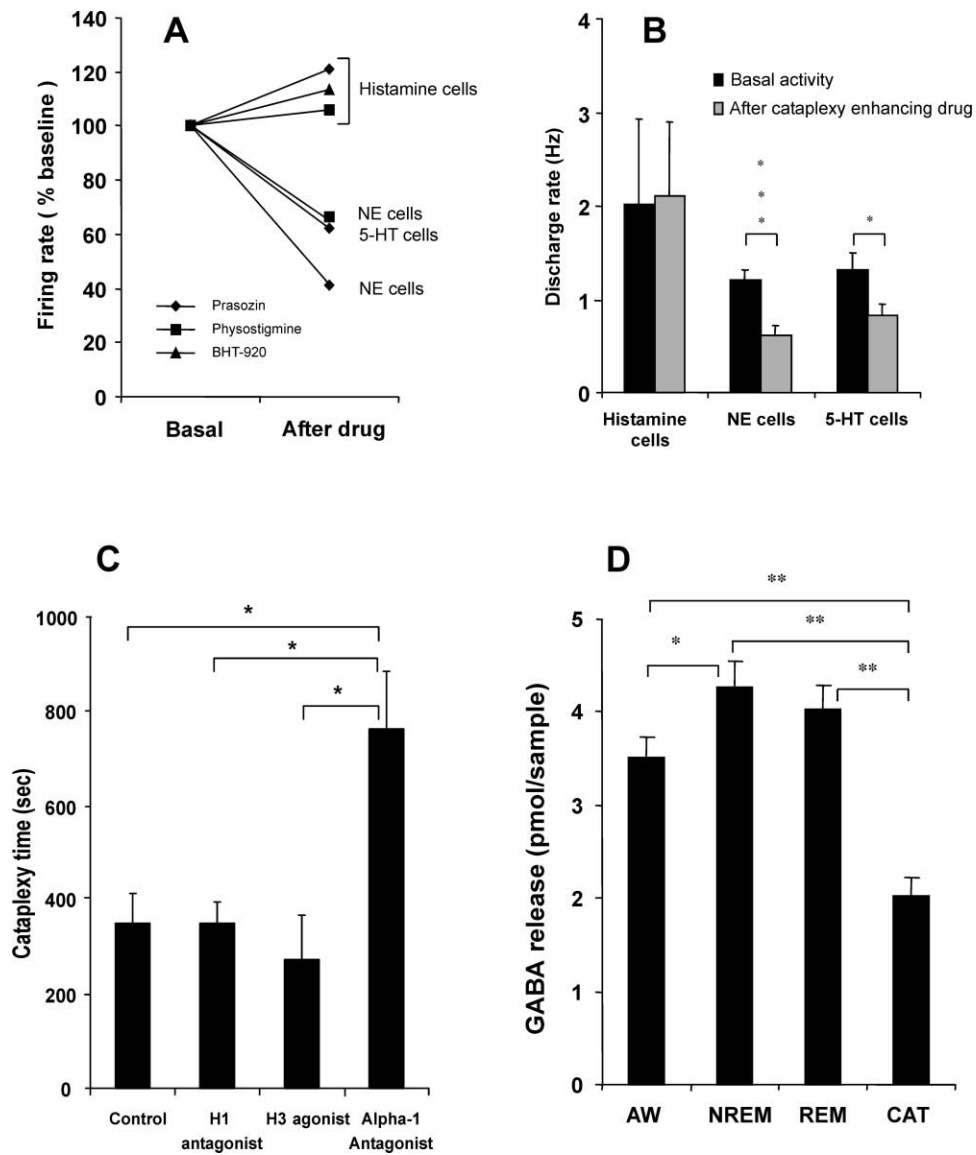 A
Firing rate ( % baseline )
140
120
100
80
60
40
20
0
Histamine cells
NE cells
5-HT cells
NE cells
Prasozin
Physostigmine
BHT-920
Basal After drug
B
Discharge rate (Hz)
4
3
2
1
0
Basal activity
After cataplexy enhancing drug
*
*
*
*
Histamine cells
NE cells
5-HT cells
C
Cataplexy time (sec)
1000
800
600
400
200
0
*
*
*
Control
H1 antagonist
H3 agonist
Alpha-1 Antagonist
D
GABA release (pmol/sample)
5
4
3
2
1
0
**
**
*
**
AW NREM REM CAT